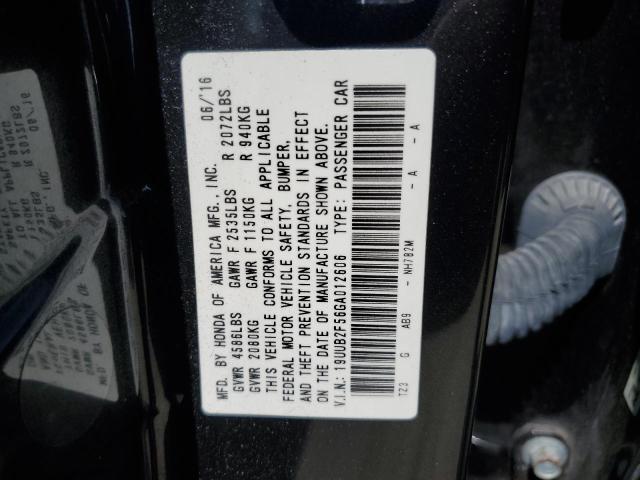 MFD. BY HONDA OF AMERICA MFG., INC. 06/'16
GVWR 4586LBS GAWR F 2535LBS R 2072LBS
GVWR 2080KG GAWR F 1150KG R 940KG
THIS VEHICLE CONFORMS TO ALL APPLICABLE
FEDERAL MOTOR VEHICLE SAFETY, BUMPER,
AND THEFT PREVENTION STANDARDS IN EFFECT
ON THE DATE OF MANUFACTURE SHOWN ABOVE.
V.I.N.: 19UUB2F56GA012606 TYPE: PASSENGER CAR
TZ3 G AB9 - NH782M - A - A